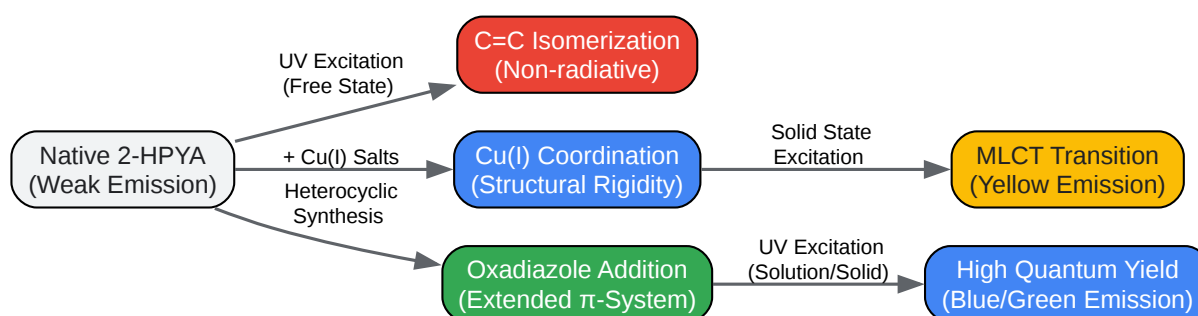 UV Excitation
(Free State)
C=C Isomerization
(Non-radiative)
Native 2-HPYA
(Weak Emission)
+ Cu(I) Salts
Cu(I) Coordination
(Structural Rigidity)
Solid State
Excitation
MLCT Transition
(Yellow Emission)
Heterocyclic
Synthesis
Oxadiazole Addition
(Extended π-System)
UV Excitation
(Solution/Solid)
High Quantum Yield
(Blue/Green Emission)